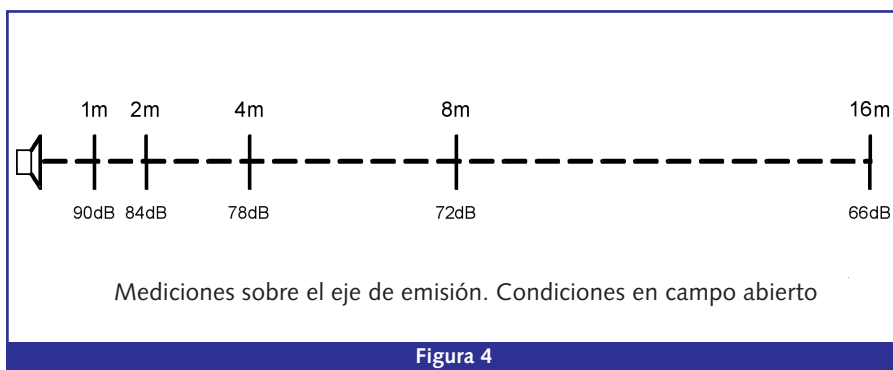 1m 2m 4m 8m 16m
90dB 84dB 78dB 72dB 66dB
Mediciones sobre el eje de emisión. Condiciones en campo abierto
Figura 4